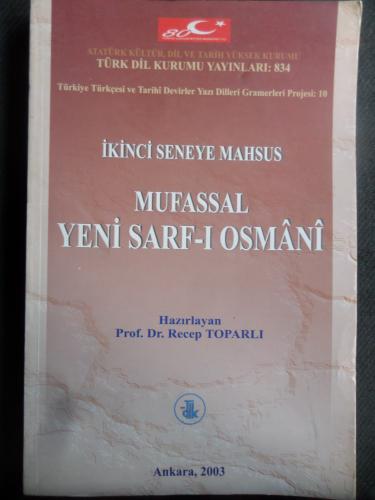 80
ATATÜRK KÜLTÜR, DİL VE TARİH YÜKSEK KURUMU
TÜRK DİL KURUMU YAYINLARI: 834
Türkiye Türkçesi ve Tarihî Devirler Yazı Dilleri Gramerleri Projesi: 10
İKİNCİ SENEYE MAHSUS
MUFASSAL
YENİ SARF-I OSMÂNÎ
Hazırlayan
Prof. Dr. Recep TOPARLI
tdk
Ankara, 2003